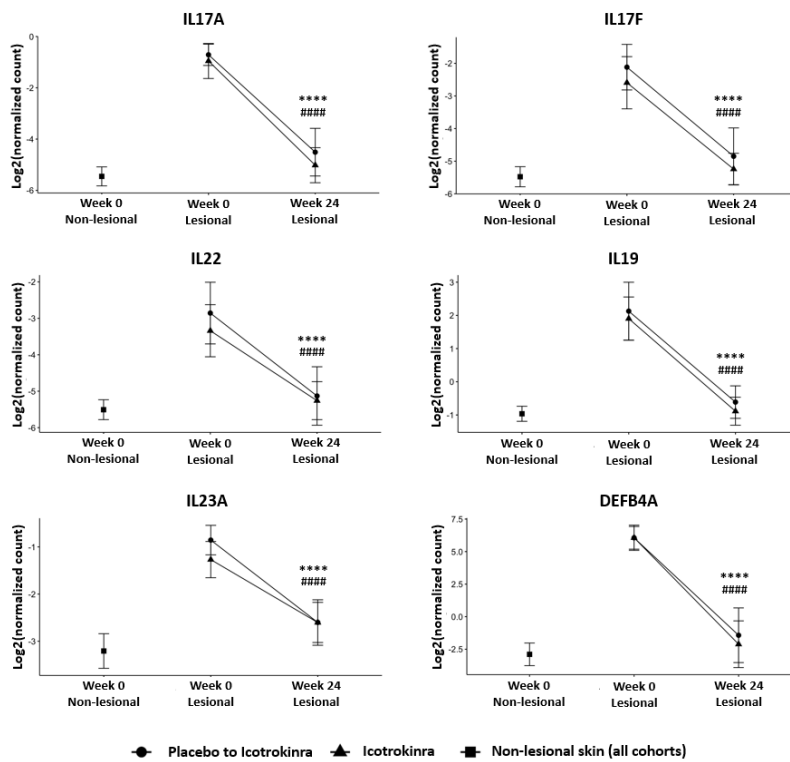 IL17A
Log2(normalized count)
0
-2
-4
-6
****
####
Week 0
Non-lesional
Week 0
Lesional
Week 24
Lesional
IL17F
Log2(normalized count)
-2
-3
-4
-5
-6
****
####
Week 0
Non-lesional
Week 0
Lesional
Week 24
Lesional
IL22
Log2(normalized count)
-2
-3
-4
-5
-6
****
####
Week 0
Non-lesional
Week 0
Lesional
Week 24
Lesional
IL19
Log2(normalized count)
3
2
1
0
-1
****
####
Week 0
Non-lesional
Week 0
Lesional
Week 24
Lesional
IL23A
Log2(normalized count)
-1
-2
-3
****
####
Week 0
Non-lesional
Week 0
Lesional
Week 24
Lesional
DEFB4A
Log2(normalized count)
7.5
5.0
2.5
0.0
-2.5
****
####
Week 0
Non-lesional
Week 0
Lesional
Week 24
Lesional
Placebo to Icotrokinra Icotrokinra Non-lesional skin (all cohorts)